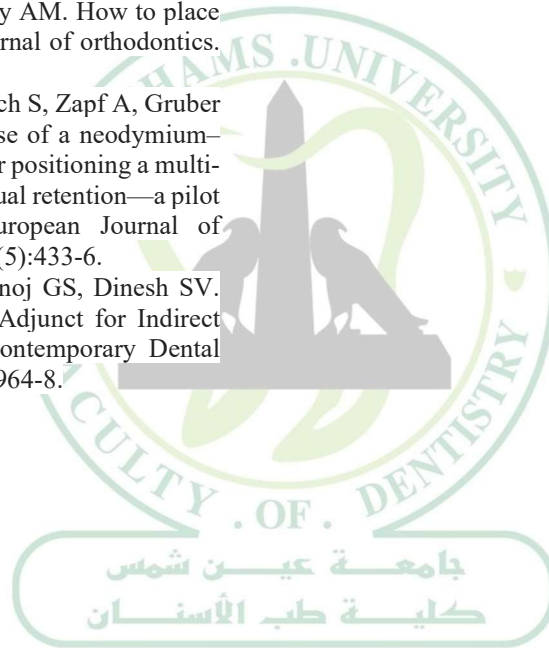 y AM. How to place
rnal of orthodontics.
ch S, Zapf A, Gruber
se of a neodymium–
r positioning a multi-
ual retention—a pilot
uropean Journal of
(5):433-6.
noj GS, Dinesh SV.
Adjunct for Indirect
ontemporary Dental
964-8.
HAMS . UNIVERSITY
CULTY . OF . DENTISTRY
جامعة عين شمس
كلية طب الأسنان